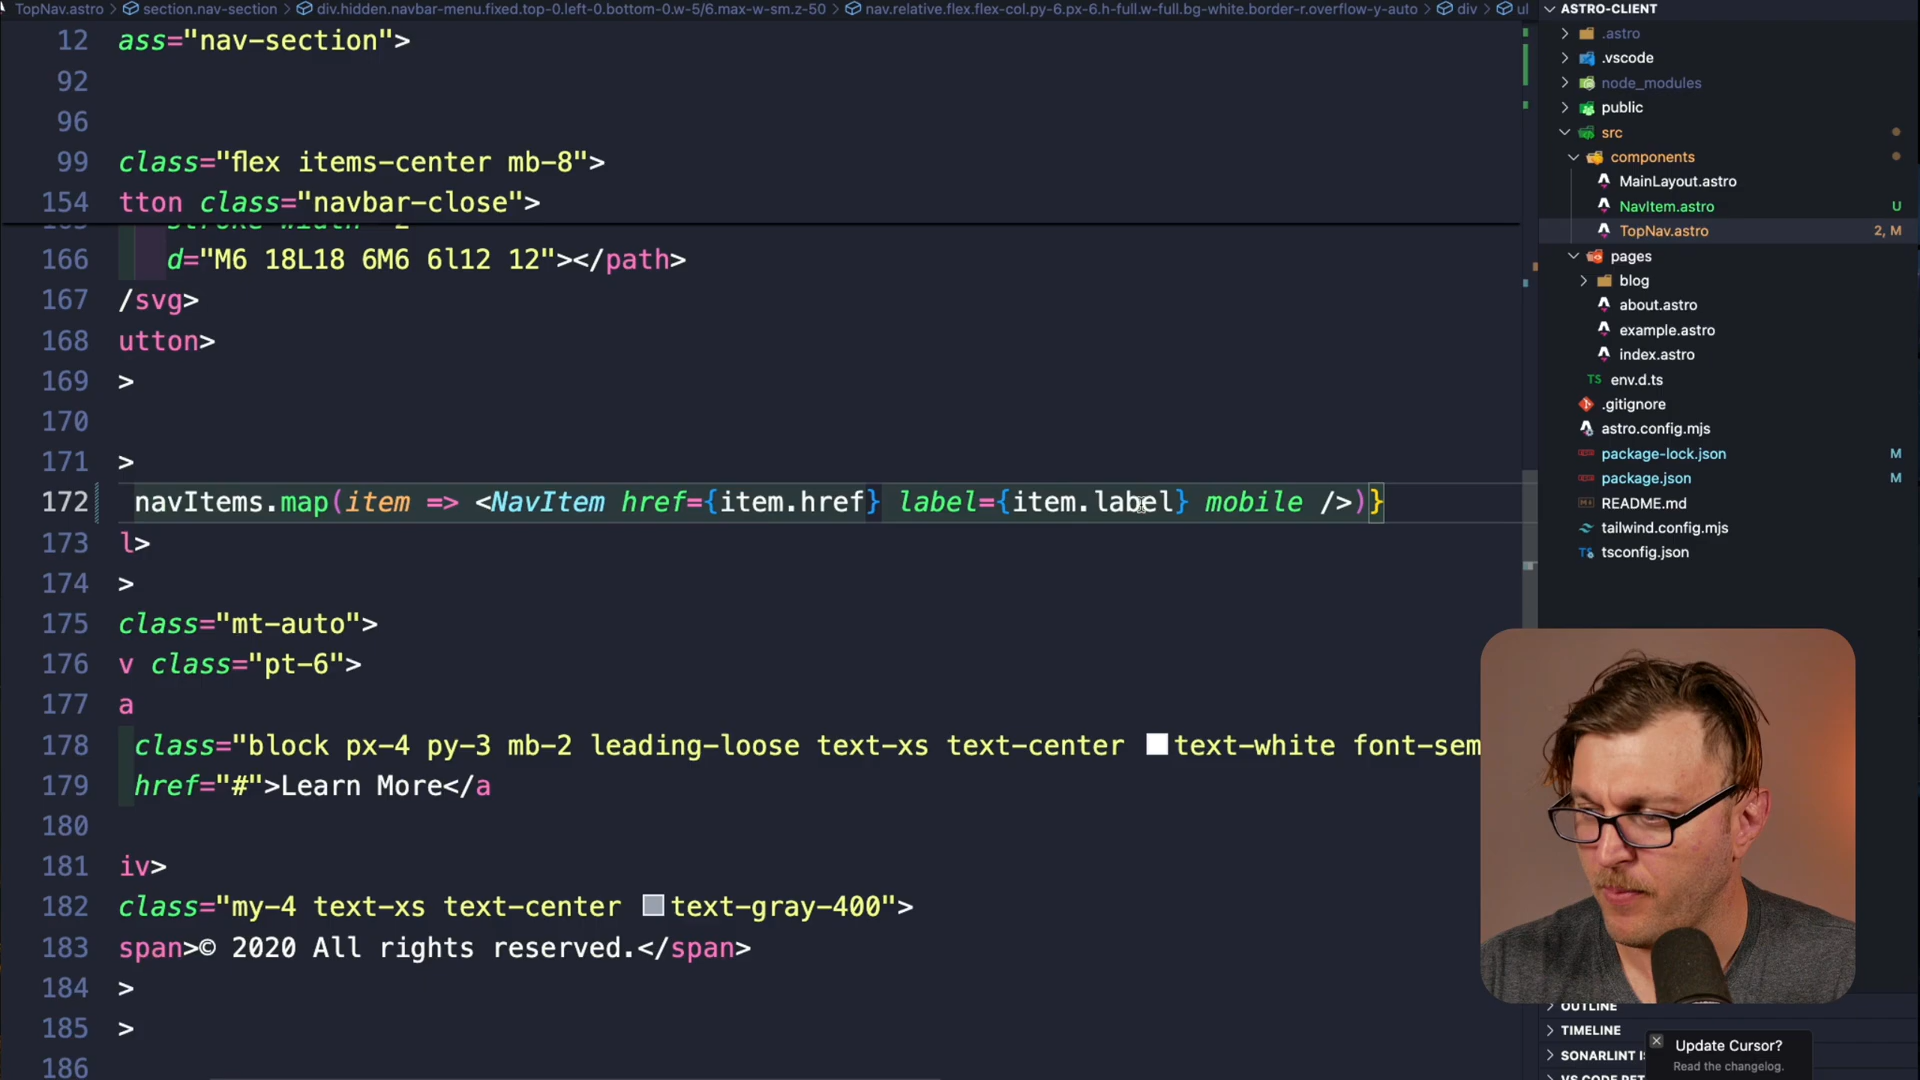 TopNav.astro > section.nav-section > div.hidden.navbar-menu.fixed.top-0.left-0.bottom-0.w-5/6.max-w-sm.z-50 > nav.relative.flex.flex-col.py-6.px-6.h-full.w-full.bg-white.border-r.overflow-y-auto > div > ul
12 ass="nav-section">
92
96
99 class="flex items-center mb-8">
154 tton class="navbar-close">
166 d="M6 18L18 6M6 6l12 12"></path>
167 /svg>
168 utton>
169 >
170
171 >
172 navItems.map(item => <NavItem href={item.href} label={item.label} mobile />)}
173 l>
174 >
175 class="mt-auto">
176 v class="pt-6">
177 a
178 class="block px-4 py-3 mb-2 leading-loose text-xs text-center text-white font-sem
179 href="#">Learn More</a
180
181 iv>
182 class="my-4 text-xs text-center text-gray-400">
183 span>© 2020 All rights reserved.</span>
184 >
185 >
186
ASTRO-CLIENT
.astro
.vscode
node_modules
public
src
components
MainLayout.astro
NavItem.astro U
TopNav.astro 2, M
pages
blog
about.astro
example.astro
index.astro
TS env.d.ts
.gitignore
astro.config.mjs
package-lock.json M
package.json M
README.md
tailwind.config.mjs
TS tsconfig.json
OUTLINE
TIMELINE
SONARLINT I
Update Cursor?
Read the changelog.